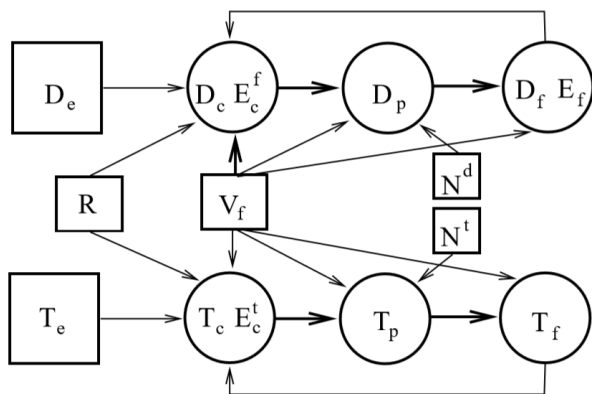 D_e D_c E_c^f D_p D_f E_f
R V_f N^d
N^t
T_e T_c E_c^t T_p T_f